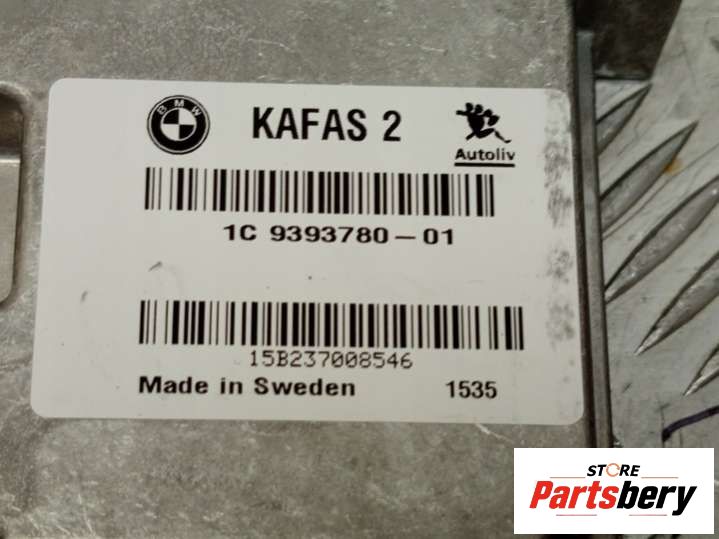 BMW
KAFAS 2
Autoliv
1C 9393780-01
15B237008546
Made in Sweden 1535
STORE
Partsbery